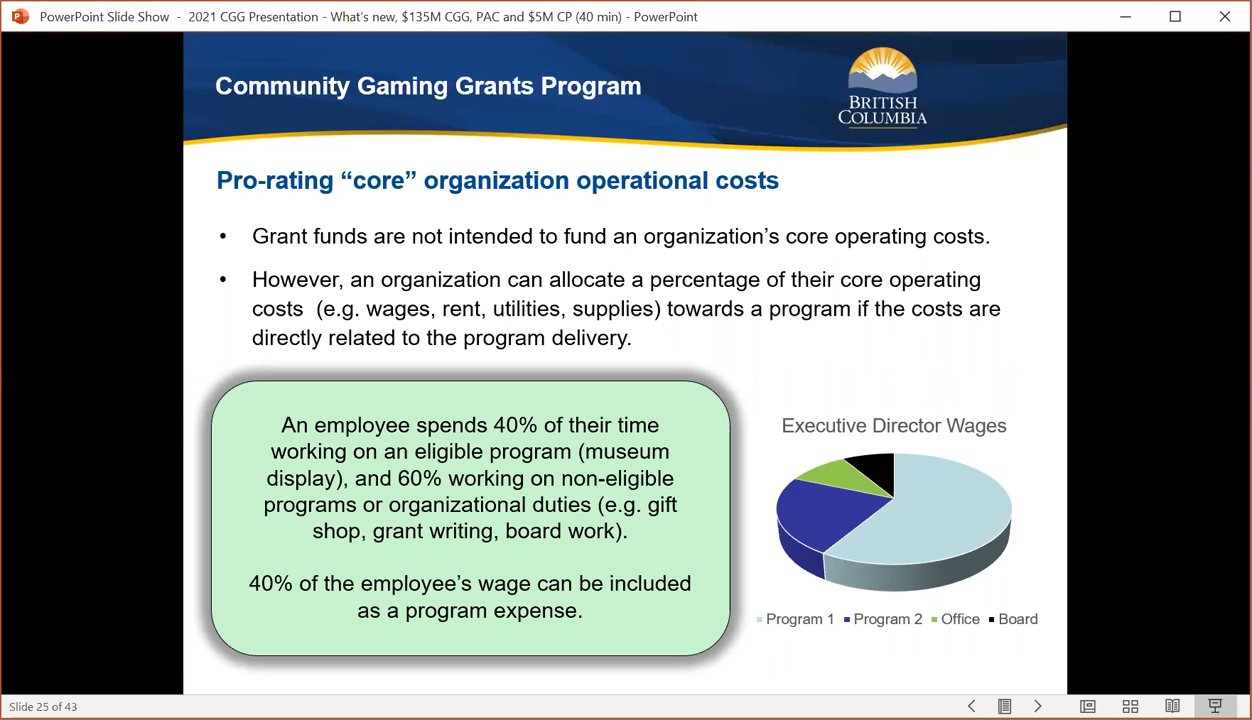 PowerPoint Slide Show - 2021 CGG Presentation - What's new, $135M CGG, PAC and $5M CP (40 min) - PowerPoint
Community Gaming Grants Program
BRITISH
COLUMBIA
Pro-rating “core” organization operational costs
• Grant funds are not intended to fund an organization’s core operating costs.
• However, an organization can allocate a percentage of their core operating
costs (e.g. wages, rent, utilities, supplies) towards a program if the costs are
directly related to the program delivery.
An employee spends 40% of their time
working on an eligible program (museum
display), and 60% working on non-eligible
programs or organizational duties (e.g. gift
shop, grant writing, board work).
40% of the employee’s wage can be included
as a program expense.
Executive Director Wages
Program 1 Program 2 Office Board
Slide 25 of 43